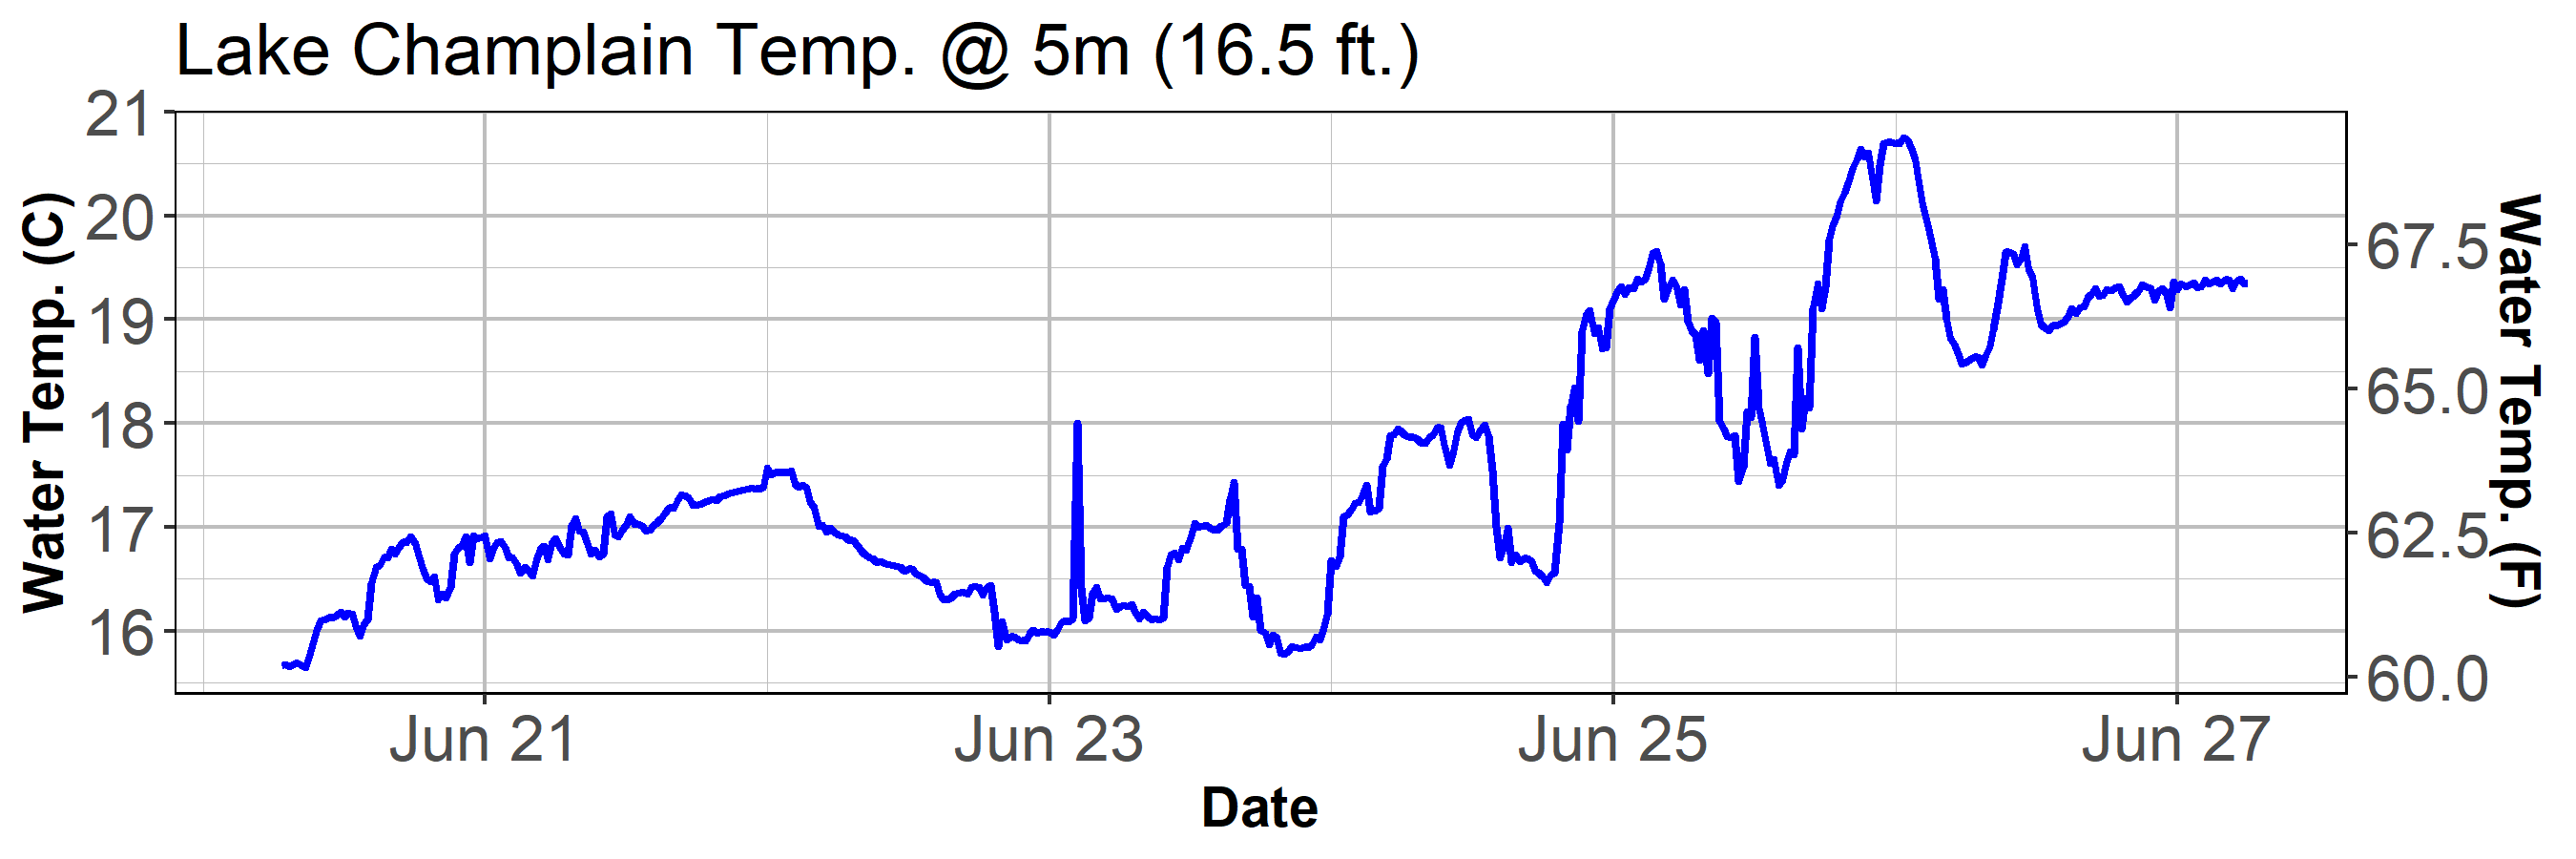 Lake Champlain Temp. @ 5m (16.5 ft.)
Water Temp. (C)
21
20
19
18
17
16
67.5
65.0
62.5
60.0
Water Temp. (F)
Jun 21
Jun 23
Jun 25
Jun 27
Date